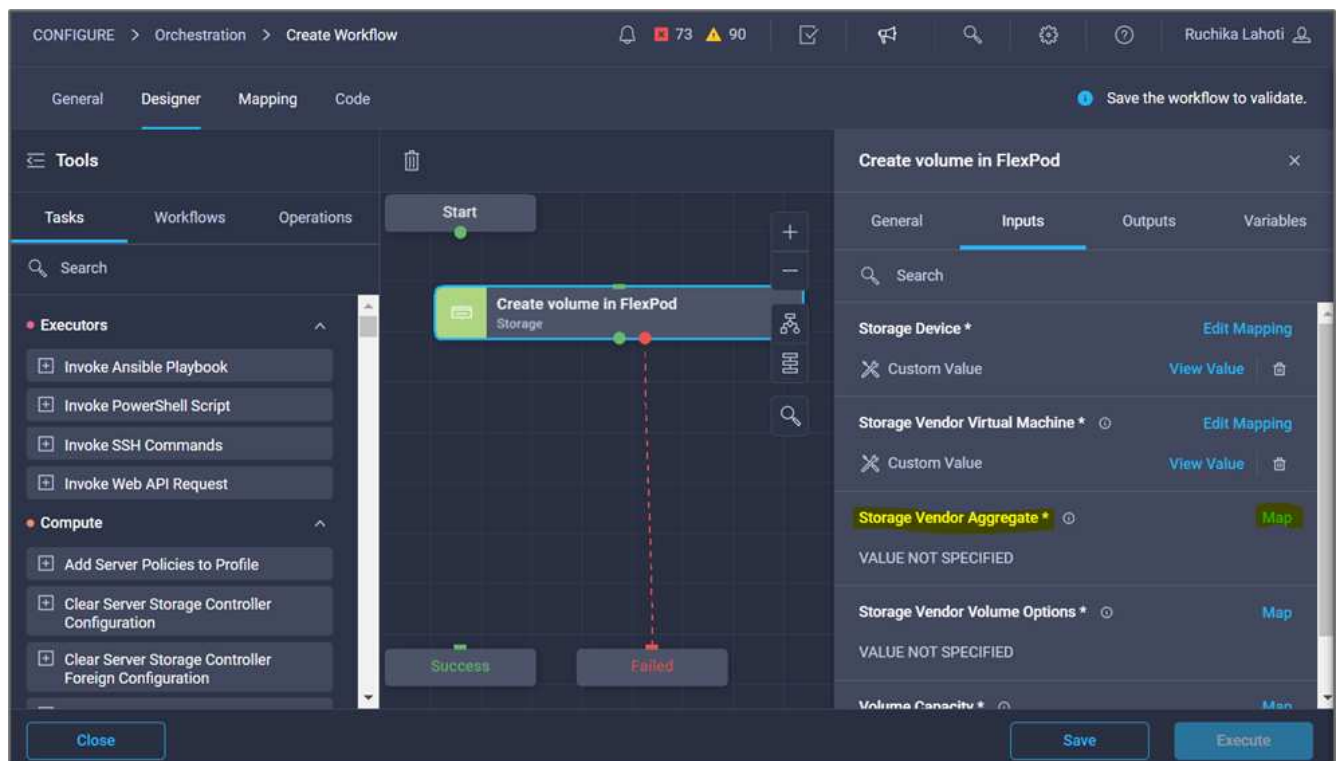 CONFIGURE > Orchestration > Create Workflow
73
90
Ruchika Lahoti
General
Designer
Mapping
Code
Save the workflow to validate.
Tools
Tasks
Workflows
Operations
Search
Executors
Invoke Ansible Playbook
Invoke PowerShell Script
Invoke SSH Commands
Invoke Web API Request
Compute
Add Server Policies to Profile
Clear Server Storage Controller
Configuration
Clear Server Storage Controller
Foreign Configuration
Start
Create volume in FlexPod
Storage
Success
Failed
Create volume in FlexPod
General
Inputs
Outputs
Variables
Search
Storage Device *
Edit Mapping
Custom Value
View Value
Storage Vendor Virtual Machine *
Edit Mapping
Custom Value
View Value
Storage Vendor Aggregate *
Map
VALUE NOT SPECIFIED
Storage Vendor Volume Options *
Map
VALUE NOT SPECIFIED
Volume Capacity *
Map
Close
Save
Execute